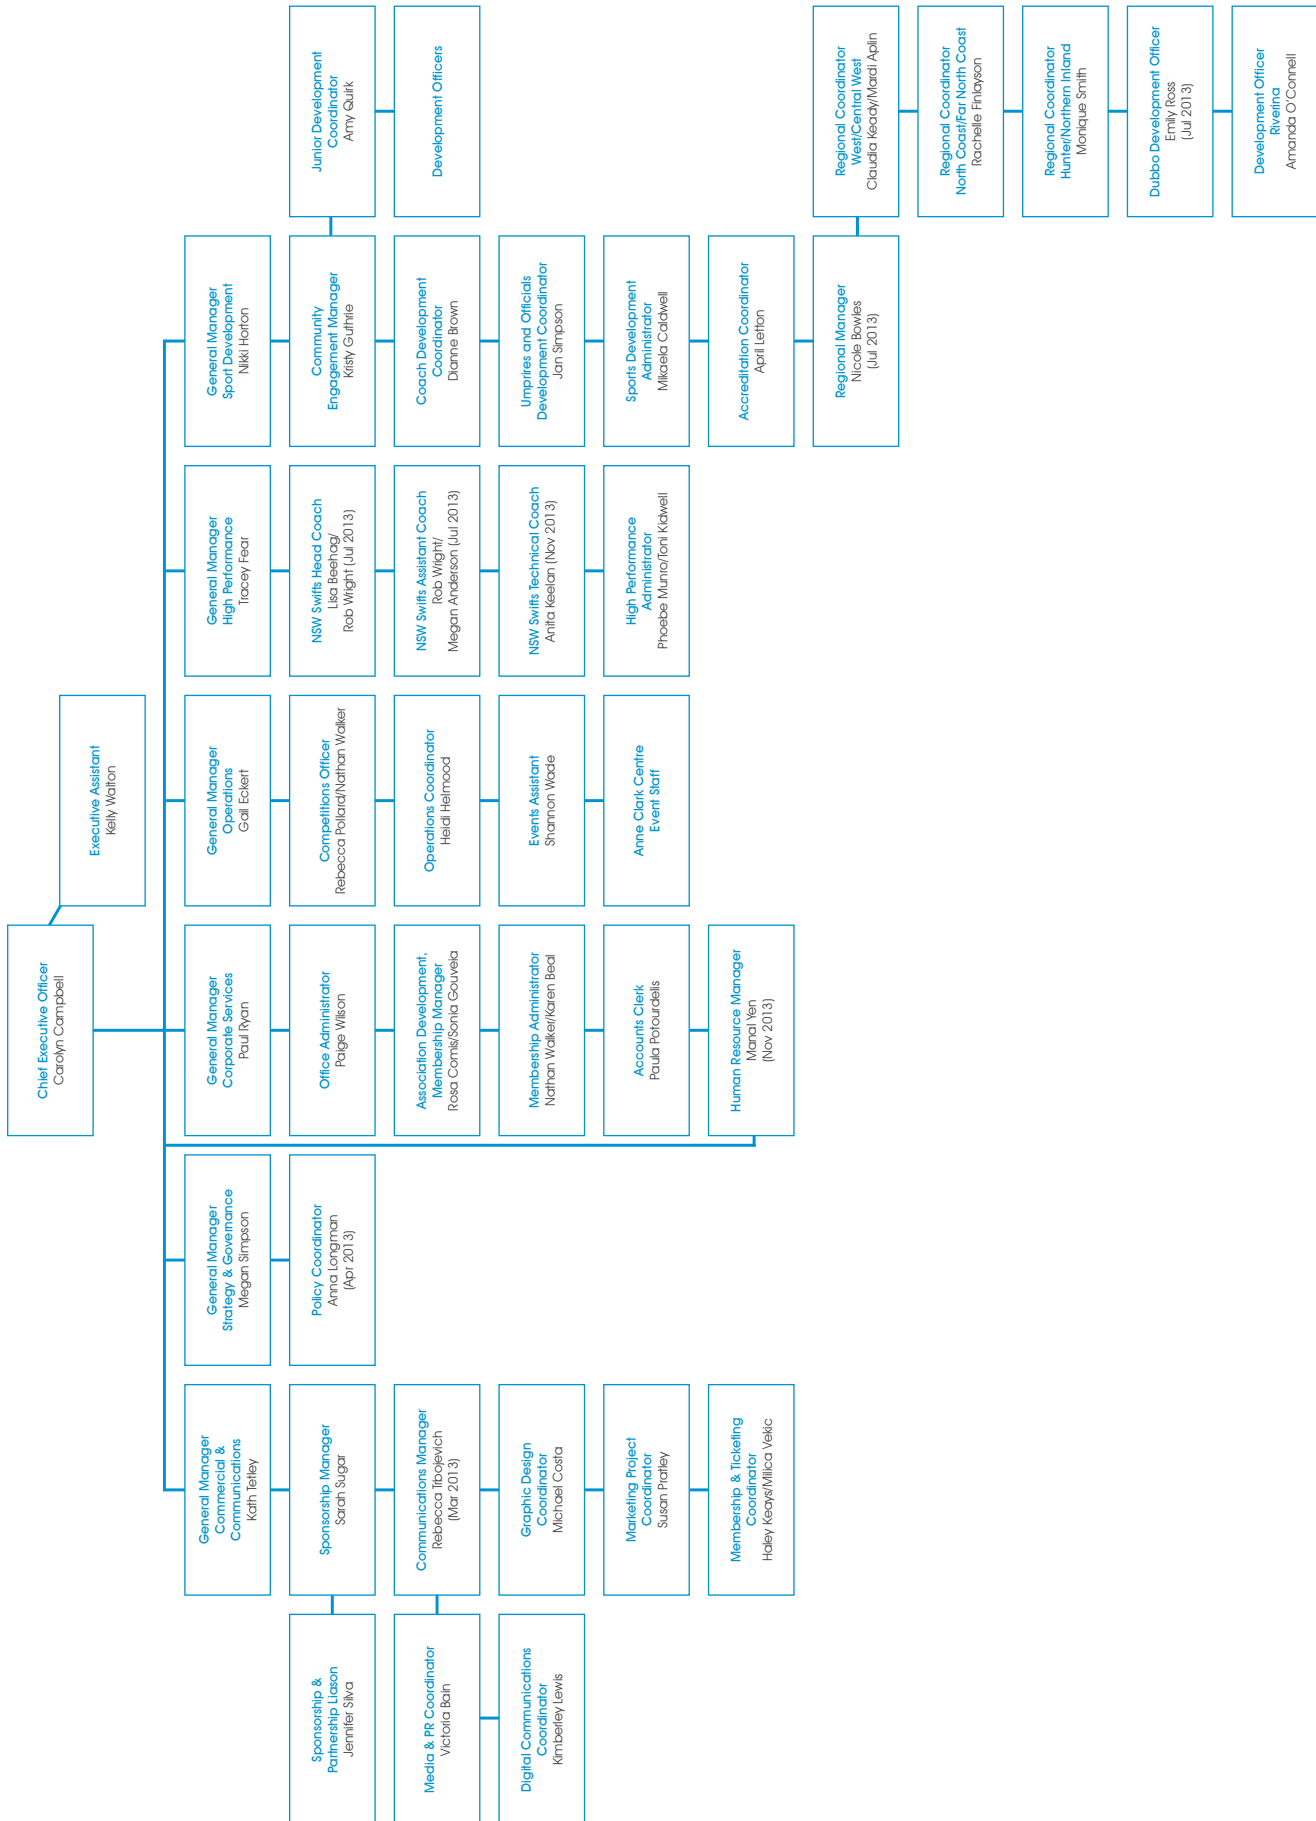 Chief Executive Officer
Carolyn Campbell
Executive Assistant
Kelly Walton
General Manager
Commercial &
Communications
Kath Tetley
General Manager
Strategy & Governance
Megan Simpson
General Manager
Corporate Services
Paul Ryan
General Manager
Operations
Gail Eckert
General Manager
High Performance
Tracey Fear
General Manager
Sport Development
Nikki Horton
Sponsorship &
Partnership Liason
Jennifer Silva
Sponsorship Manager
Sarah Sugar
Policy Coordinator
Anna Longman
(Apr 2013)
Office Administrator
Paige Wilson
Competitions Officer
Rebecca Pollard/Nathan Walker
NSW Swifts Head Coach
Lisa Beehag/
Rob Wright (Jul 2013)
Community
Engagement Manager
Kristy Guthrie
Junior Development
Coordinator
Amy Quirk
Media & PR Coordinator
Victoria Bain
Communications Manager
Rebecca Trbojevich
(Mar 2013)
Association Development,
Membership Manager
Rosa Comis/Sonia Gouveia
Operations Coordinator
Heidi Helmood
NSW Swifts Assistant Coach
Rob Wright/
Megan Anderson (Jul 2013)
Coach Development
Coordinator
Dianne Brown
Development Officers
Digital Communications
Coordinator
Kimberley Lewis
Graphic Design
Coordinator
Michael Costa
Membership Administrator
Nathan Walker/Karen Beal
Events Assistant
Shannon Wade
NSW Swifts Technical Coach
Anita Keelan (Nov 2013)
Umprires and Officials
Development Coordinator
Jan Simpson
Marketing Project
Coordinator
Susan Pratley
Accounts Clerk
Paula Potourdelis
Anne Clark Centre
Event Staff
High Performance
Administrator
Phoebe Munro/Toni Kidwell
Sports Development
Administrator
Mikaela Caldwell
Membership & Ticketing
Coordinator
Haley Keays/Milica Vekic
Human Resource Manager
Manal Yen
(Nov 2013)
Accreditation Coordinator
April Letton
Regional Manager
Nicole Bowles
(Jul 2013)
Regional Coordinator
West/Central West
Claudia Keady/Mardi Aplin
Regional Coordinator
North Coast/Far North Coast
Rachelle Finlayson
Regional Coordinator
Hunter/Northern Inland
Monique Smith
Dubbo Development Officer
Emily Ross
(Jul 2013)
Development Officer
Riverina
Amanda O'Connell